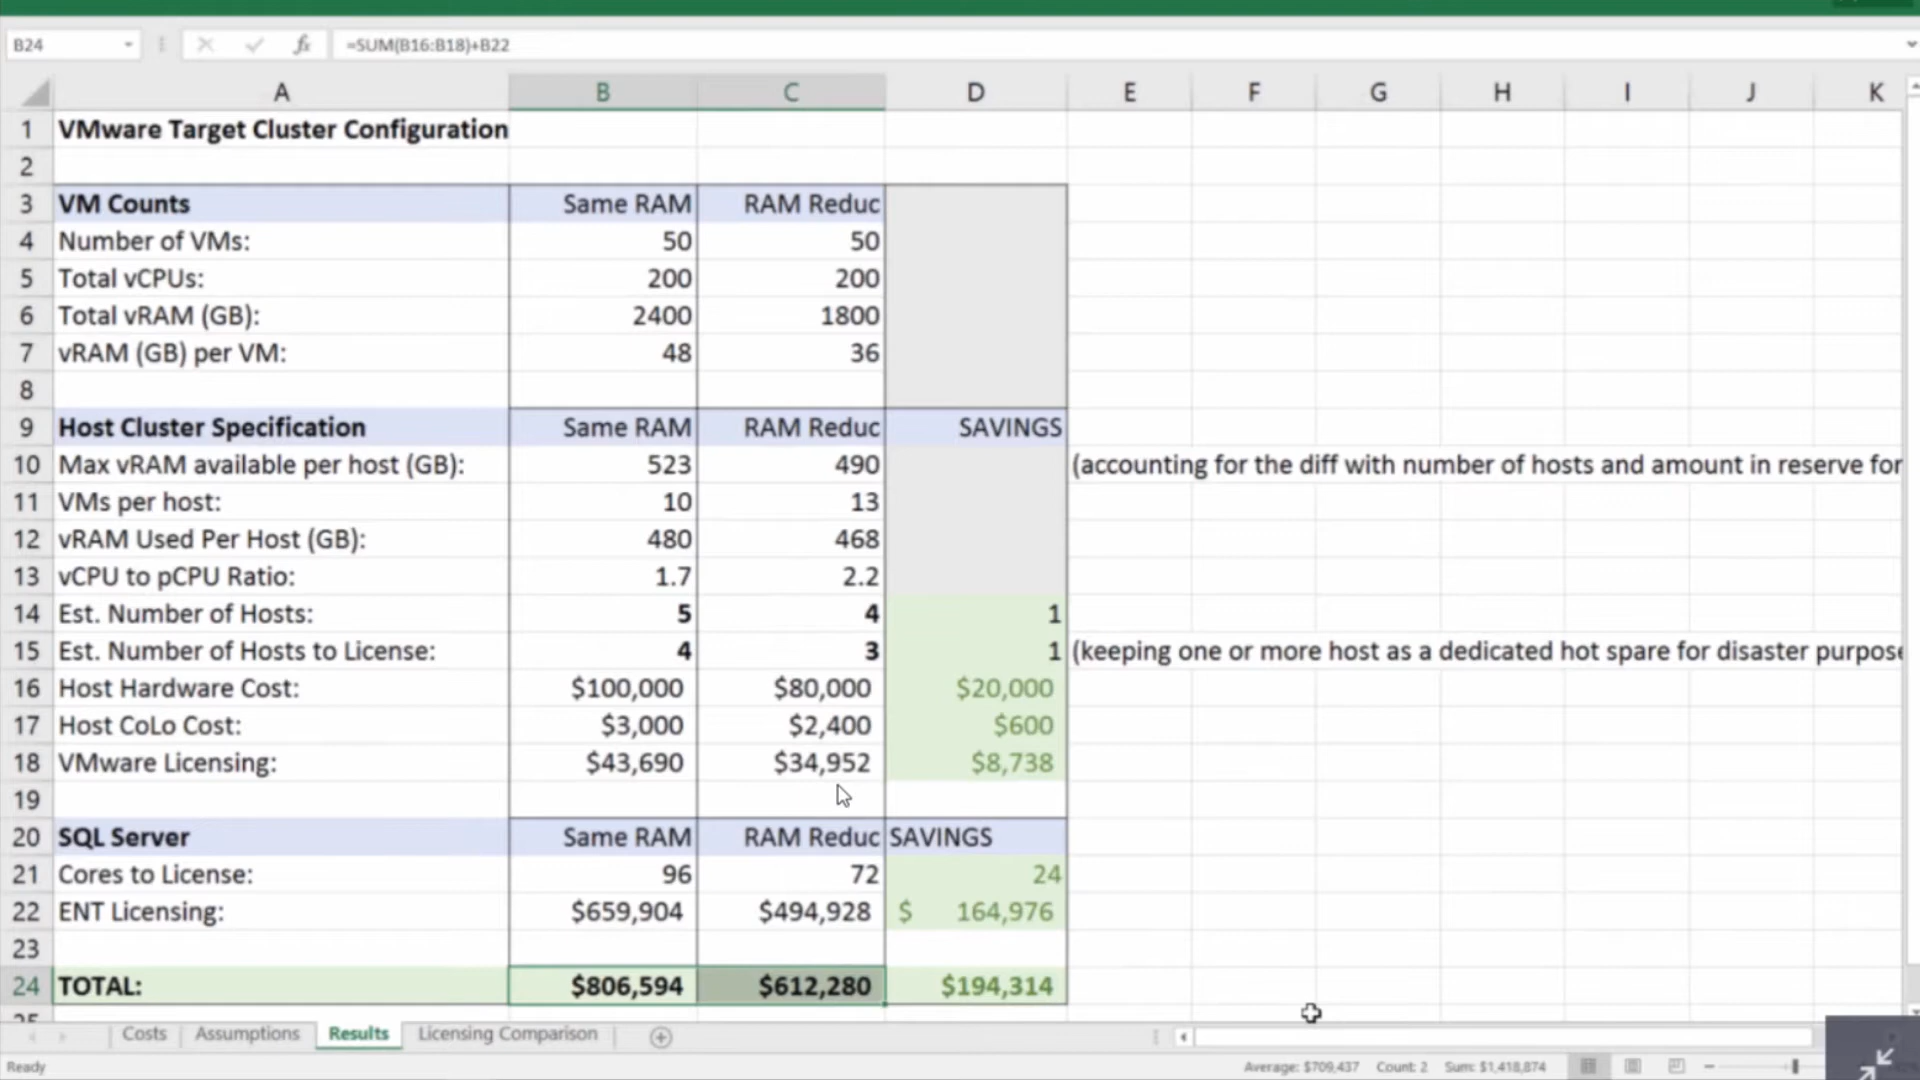 B24 fx =SUM(B16:B18)+B22
A B C D E F G H I J K
1 VMware Target Cluster Configuration
2
3 VM Counts Same RAM RAM Reduc
4 Number of VMs: 50 50
5 Total vCPUs: 200 200
6 Total vRAM (GB): 2400 1800
7 vRAM (GB) per VM: 48 36
8
9 Host Cluster Specification Same RAM RAM Reduc SAVINGS
10 Max vRAM available per host (GB): 523 490 (accounting for the diff with number of hosts and amount in reserve for
11 VMs per host: 10 13
12 vRAM Used Per Host (GB): 480 468
13 vCPU to pCPU Ratio: 1.7 2.2
14 Est. Number of Hosts: 5 4 1
15 Est. Number of Hosts to License: 4 3 1 (keeping one or more host as a dedicated hot spare for disaster purpose
16 Host Hardware Cost: $100,000 $80,000 $20,000
17 Host CoLo Cost: $3,000 $2,400 $600
18 VMware Licensing: $43,690 $34,952 $8,738
19
20 SQL Server Same RAM RAM Reduc SAVINGS
21 Cores to License: 96 72 24
22 ENT Licensing: $659,904 $494,928 $ 164,976
23
24 TOTAL: $806,594 $612,280 $194,314
25
Costs Assumptions Results Licensing Comparison
Ready Average: $709,437 Count: 2 Sum: $1,418,874